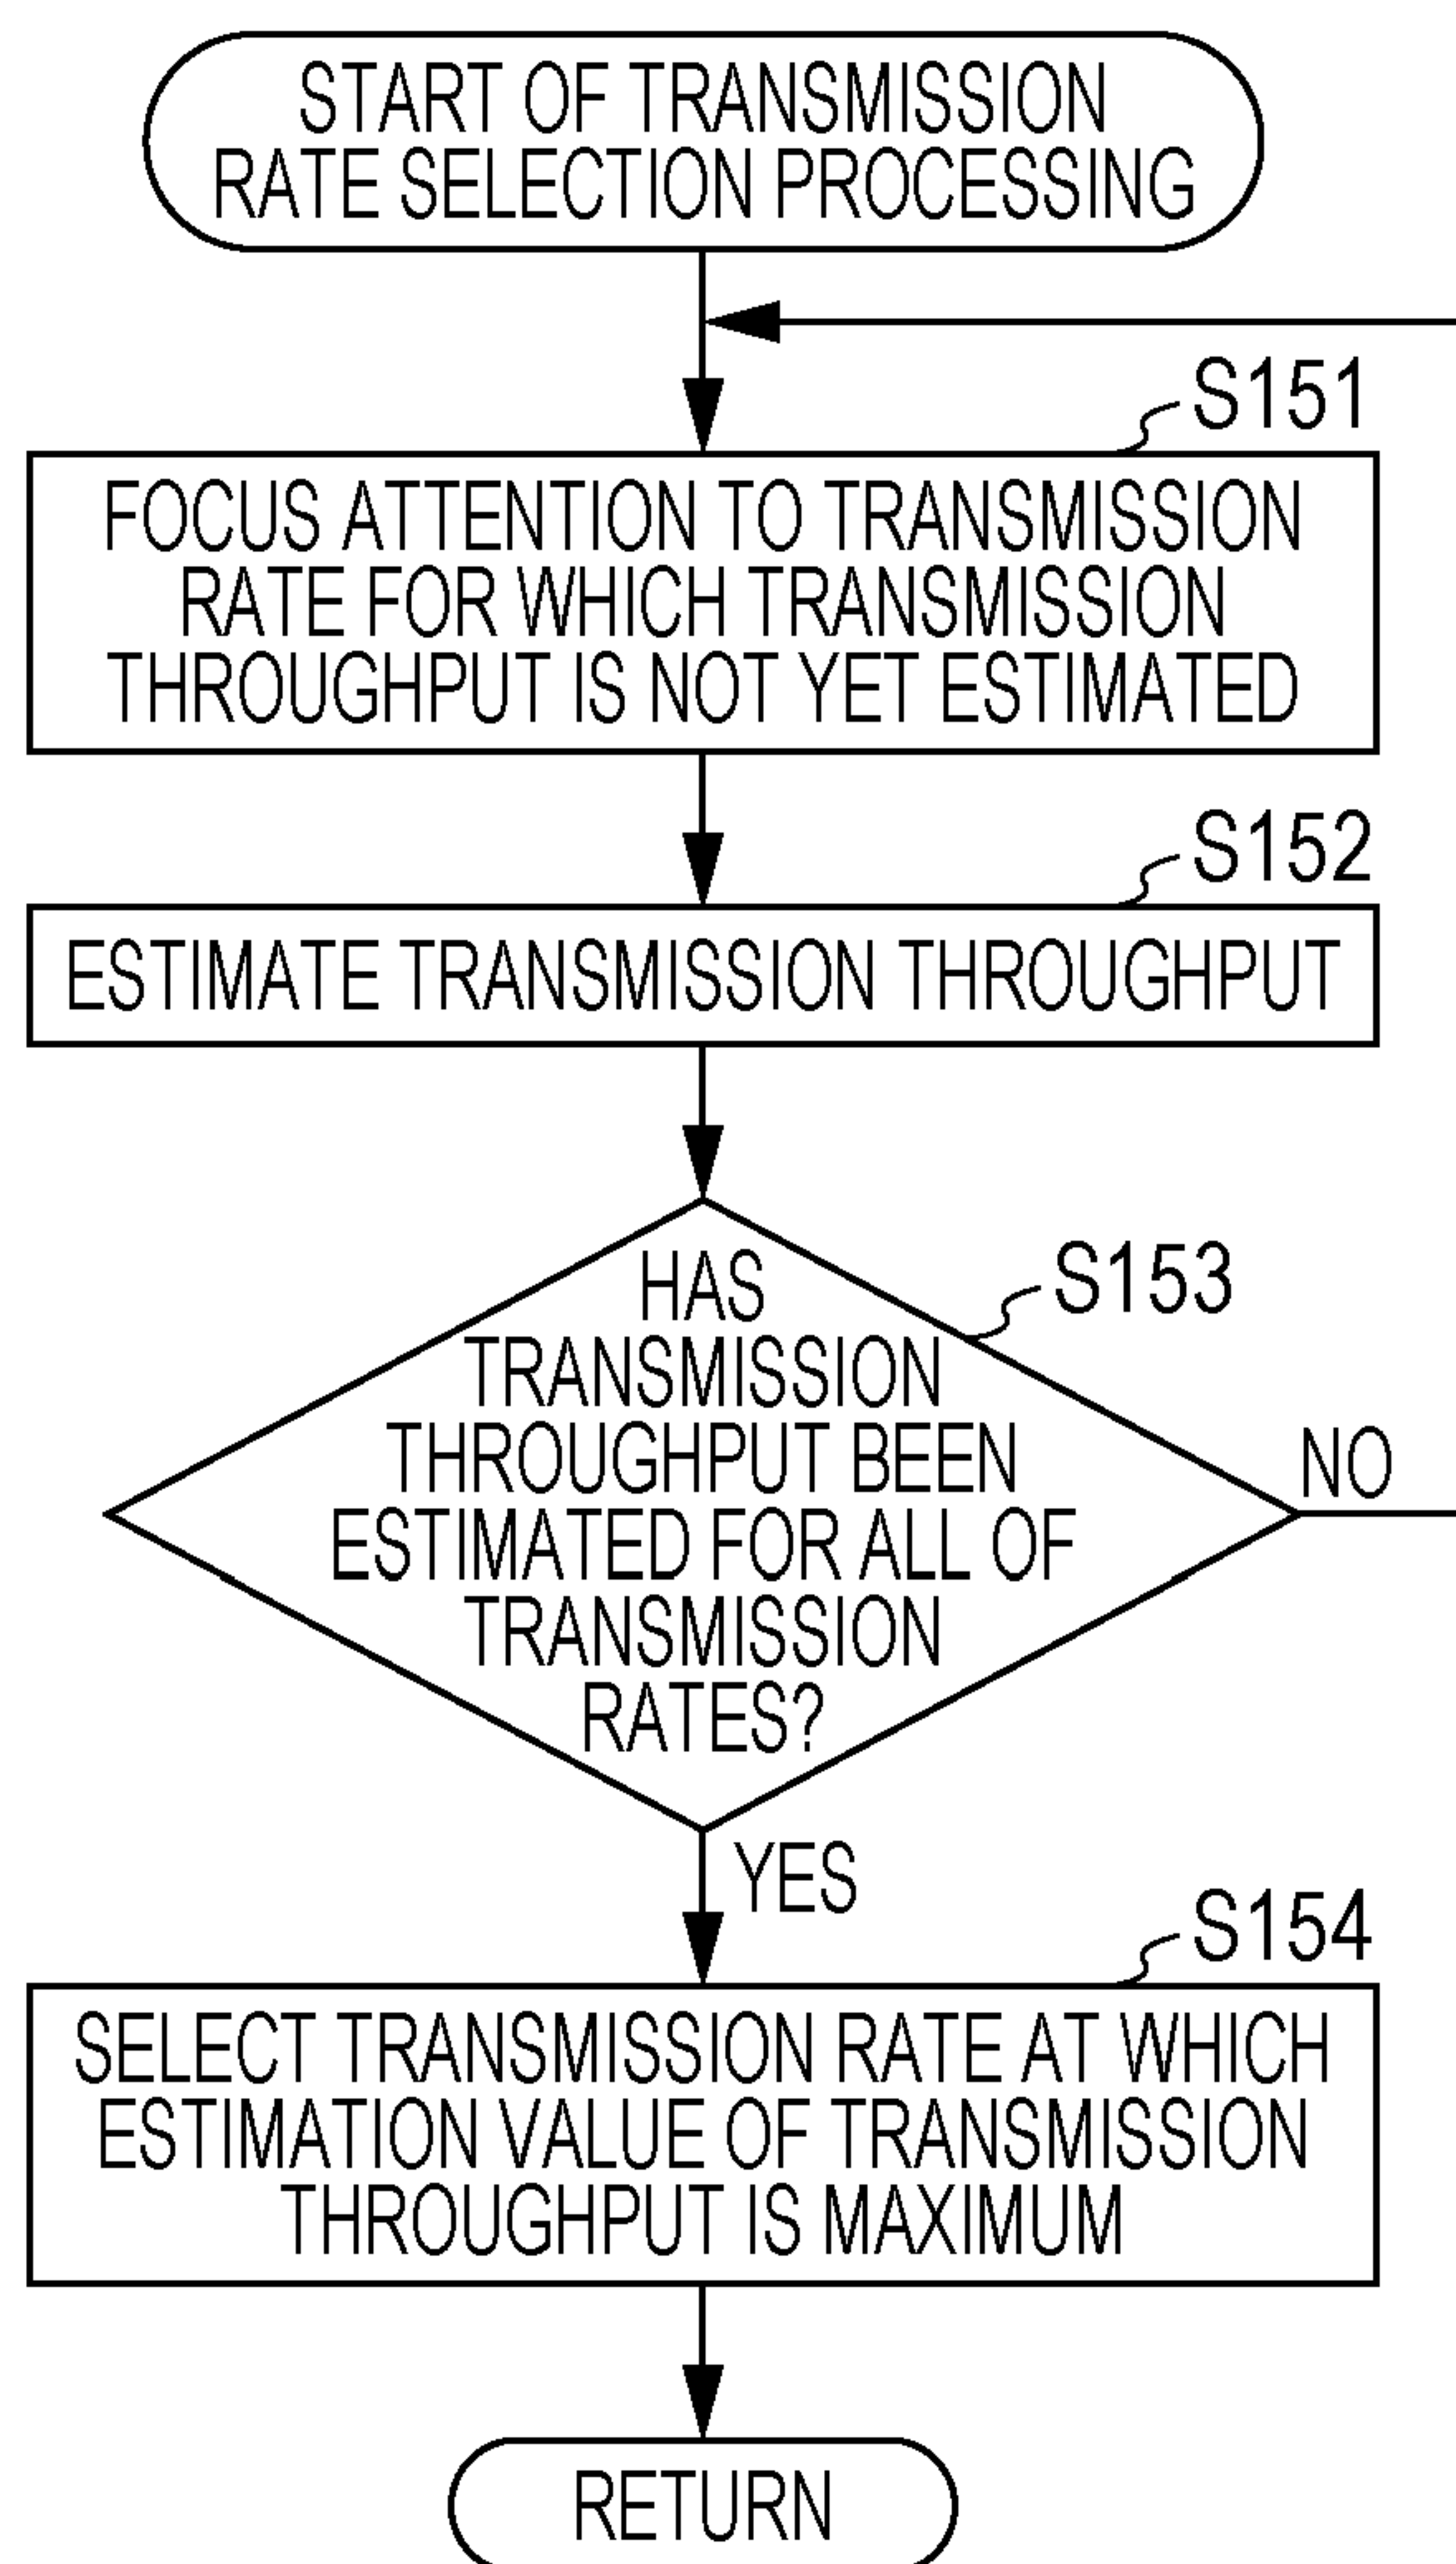 START OF TRANSMISSION
RATE SELECTION PROCESSING
S151
FOCUS ATTENTION TO TRANSMISSION
RATE FOR WHICH TRANSMISSION
THROUGHPUT IS NOT YET ESTIMATED
S152
ESTIMATE TRANSMISSION THROUGHPUT
S153
HAS
TRANSMISSION
THROUGHPUT BEEN
ESTIMATED FOR ALL OF
TRANSMISSION
RATES?
NO
YES
S154
SELECT TRANSMISSION RATE AT WHICH
ESTIMATION VALUE OF TRANSMISSION
THROUGHPUT IS MAXIMUM
RETURN